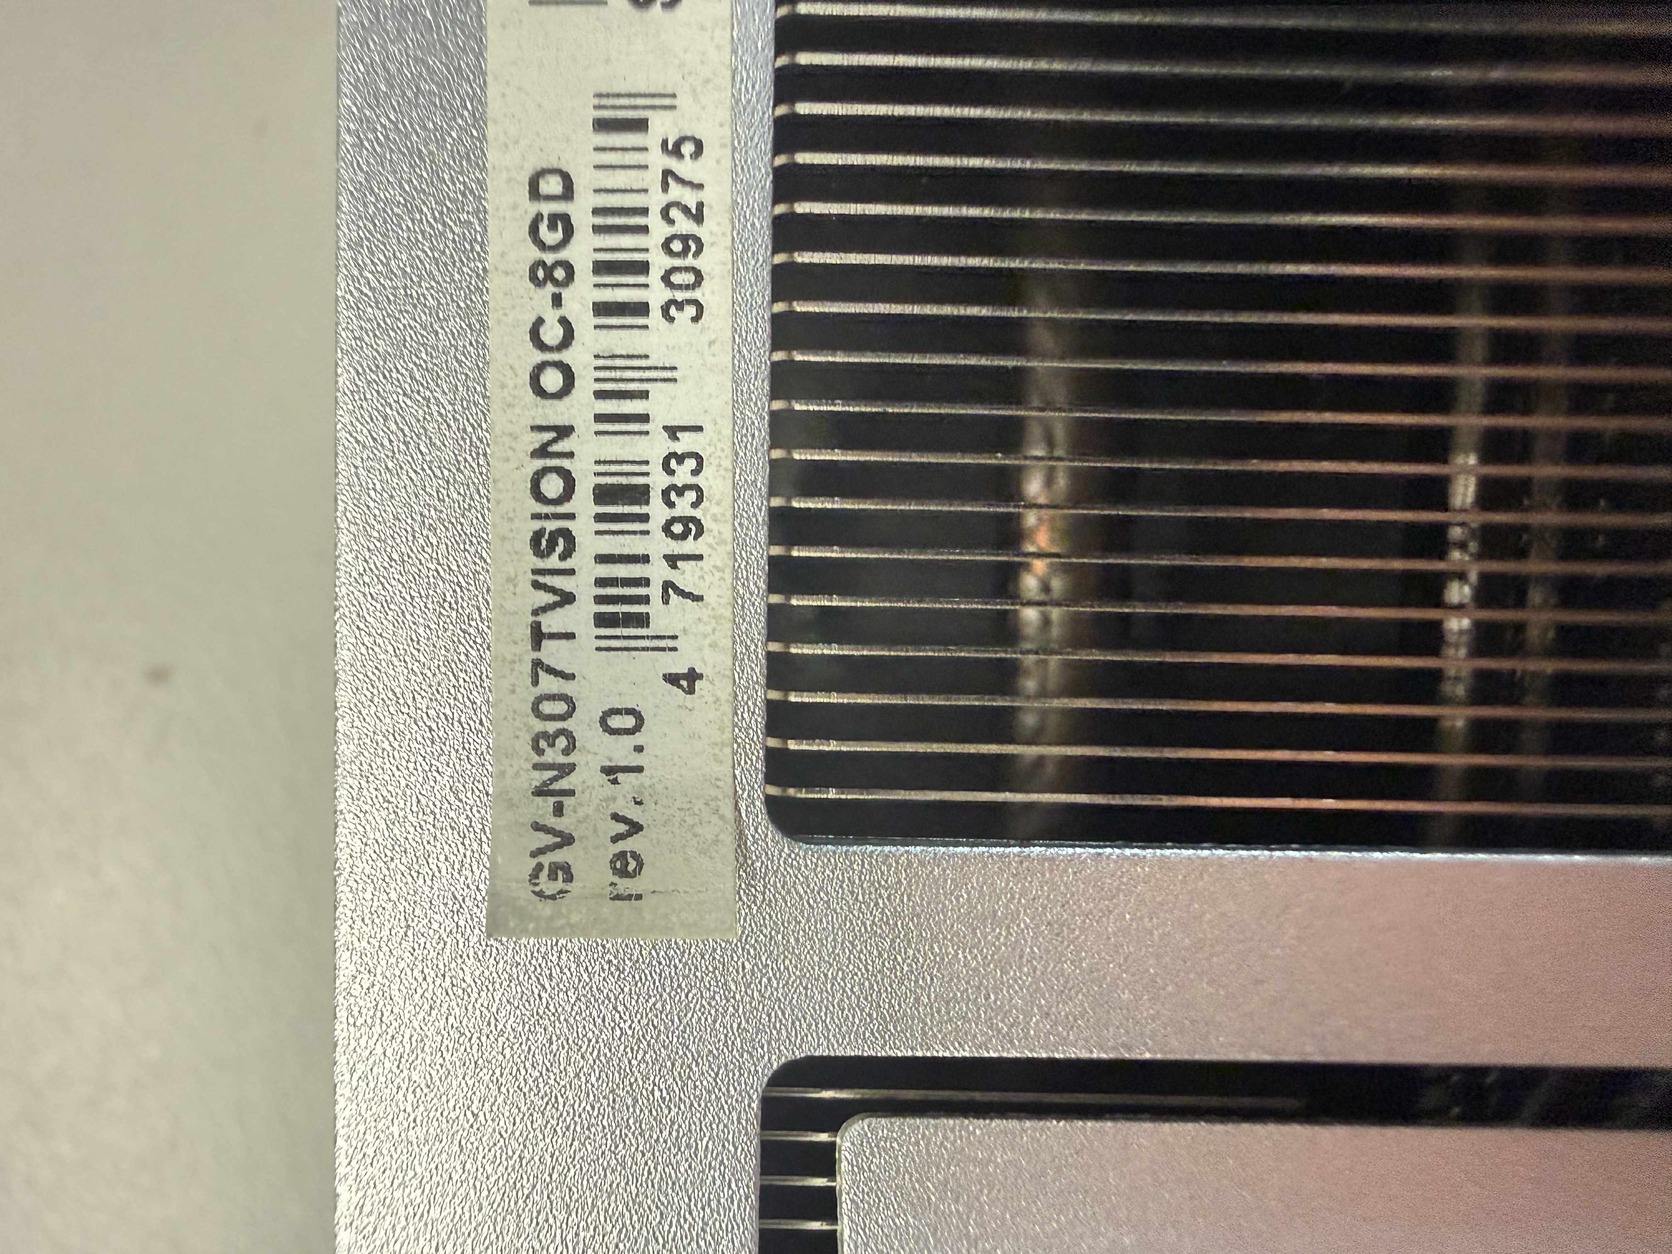 GV-N307TVISION OC-8GD
rev.1.0
4 719331 309275